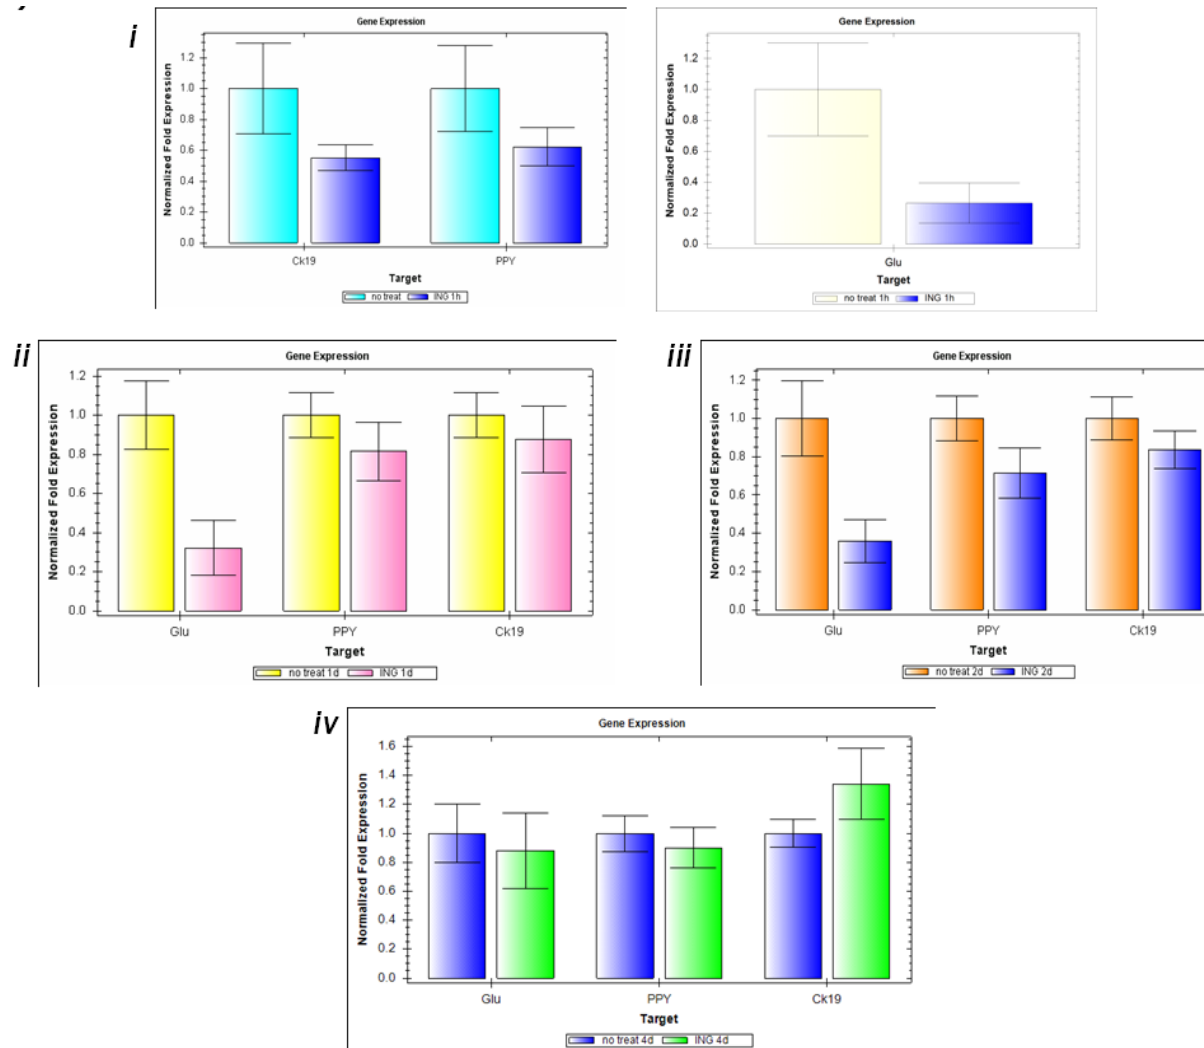 i
Gene Expression
Normalized Fold Expression
1.2
1.0
0.8
0.6
0.4
0.2
0.0
Ck19 PPY
Target
no treat ING 1h
Gene Expression
Normalized Fold Expression
1.2
1.0
0.8
0.6
0.4
0.2
0.0
Glu
Target
no treat 1h ING 1h
ii
Gene Expression
Normalized Fold Expression
1.2
1.0
0.8
0.6
0.4
0.2
0.0
Glu PPY Ck19
Target
no treat 1d ING 1d
iii
Gene Expression
Normalized Fold Expression
1.2
1.0
0.8
0.6
0.4
0.2
0.0
Glu PPY Ck19
Target
no treat 2d ING 2d
iv
Gene Expression
Normalized Fold Expression
1.6
1.4
1.2
1.0
0.8
0.6
0.4
0.2
0.0
Glu PPY Ck19
Target
no treat 4d ING 4d